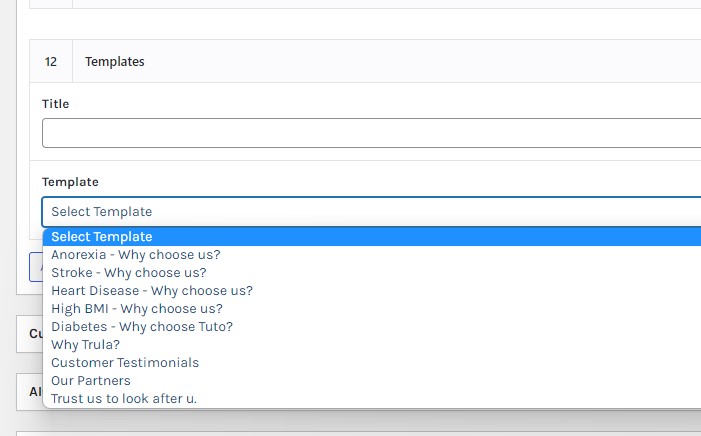 12 Templates
Title
Template
Select Template
Select Template
Anorexia - Why choose us?
Stroke - Why choose us?
Heart Disease - Why choose us?
High BMI - Why choose us?
Diabetes - Why choose Tuto?
Why Trula?
Customer Testimonials
Our Partners
Trust us to look after u.